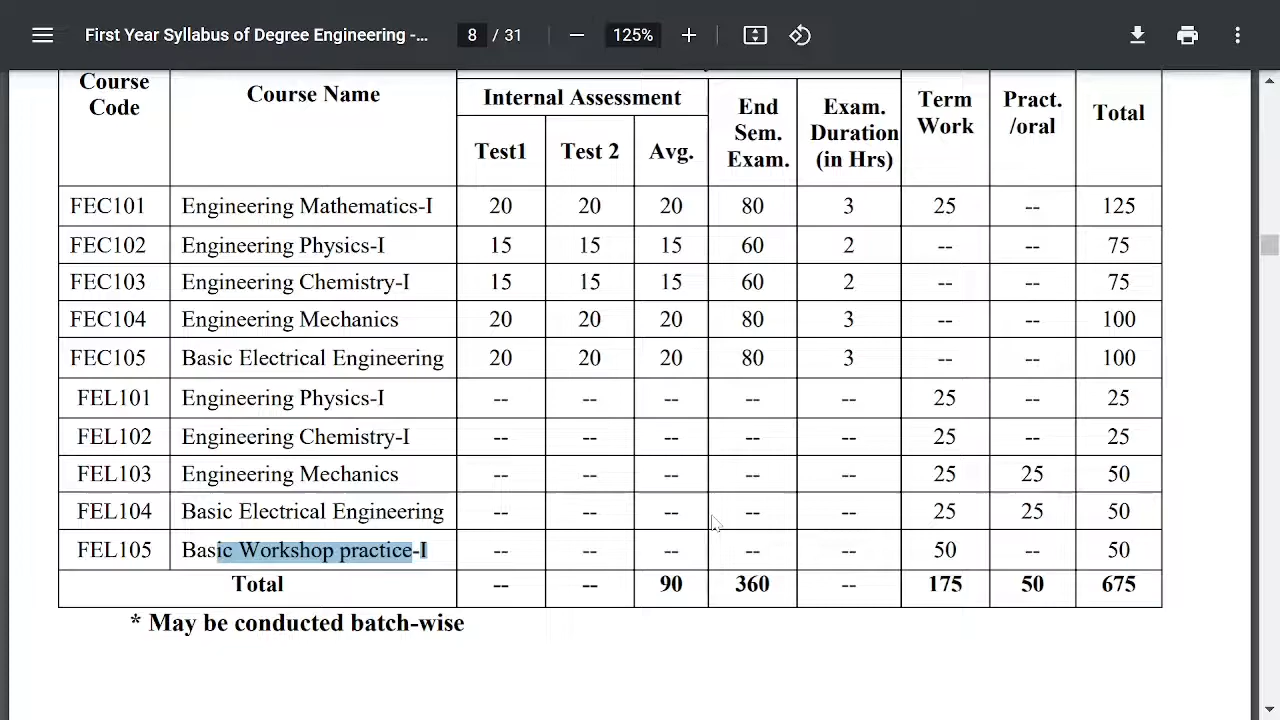 First Year Syllabus of Degree Engineering -... 8 / 31 125%
Course Code Course Name Internal Assessment End Sem. Exam. Exam. Duration (in Hrs) Term Work Pract. /oral Total
Test1 Test 2 Avg.
FEC101 Engineering Mathematics-I 20 20 20 80 3 25 -- 125
FEC102 Engineering Physics-I 15 15 15 60 2 -- -- 75
FEC103 Engineering Chemistry-I 15 15 15 60 2 -- -- 75
FEC104 Engineering Mechanics 20 20 20 80 3 -- -- 100
FEC105 Basic Electrical Engineering 20 20 20 80 3 -- -- 100
FEL101 Engineering Physics-I -- -- -- -- -- 25 -- 25
FEL102 Engineering Chemistry-I -- -- -- -- -- 25 -- 25
FEL103 Engineering Mechanics -- -- -- -- -- 25 25 50
FEL104 Basic Electrical Engineering -- -- -- -- -- 25 25 50
FEL105 Basic Workshop practice-I -- -- -- -- -- 50 -- 50
Total -- -- 90 360 -- 175 50 675
* May be conducted batch-wise